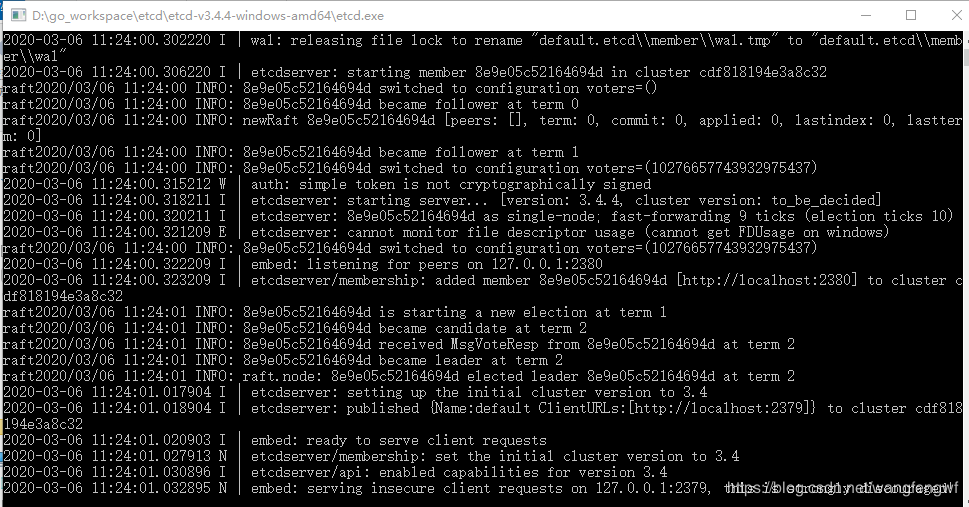 D:\go_workspace\etcd\etcd-v3.4.4-windows-amd64\etcd.exe
2020-03-06 11:24:00.302220 I | wal: releasing file lock to rename "default.etcd\\member\\wal.tmp" to "default.etcd\\memb
er\\wal"
2020-03-06 11:24:00.306220 I | etcdserver: starting member 8e9e05c52164694d in cluster cdf818194e3a8c32
raft2020/03/06 11:24:00 INFO: 8e9e05c52164694d switched to configuration voters=()
raft2020/03/06 11:24:00 INFO: 8e9e05c52164694d became follower at term 0
raft2020/03/06 11:24:00 INFO: newRaft 8e9e05c52164694d [peers: [], term: 0, commit: 0, applied: 0, lastindex: 0, lastter
m: 0]
raft2020/03/06 11:24:00 INFO: 8e9e05c52164694d became follower at term 1
raft2020/03/06 11:24:00 INFO: 8e9e05c52164694d switched to configuration voters=(10276657743932975437)
2020-03-06 11:24:00.315212 W | auth: simple token is not cryptographically signed
2020-03-06 11:24:00.318211 I | etcdserver: starting server... [version: 3.4.4, cluster version: to_be_decided]
2020-03-06 11:24:00.320211 I | etcdserver: 8e9e05c52164694d as single-node; fast-forwarding 9 ticks (election ticks 10)
2020-03-06 11:24:00.321209 E | etcdserver: cannot monitor file descriptor usage (cannot get FDUsage on windows)
raft2020/03/06 11:24:00 INFO: 8e9e05c52164694d switched to configuration voters=(10276657743932975437)
2020-03-06 11:24:00.322209 I | embed: listening for peers on 127.0.0.1:2380
2020-03-06 11:24:00.323209 I | etcdserver/membership: added member 8e9e05c52164694d [http://localhost:2380] to cluster c
df818194e3a8c32
raft2020/03/06 11:24:01 INFO: 8e9e05c52164694d is starting a new election at term 1
raft2020/03/06 11:24:01 INFO: 8e9e05c52164694d became candidate at term 2
raft2020/03/06 11:24:01 INFO: 8e9e05c52164694d received MsgVoteResp from 8e9e05c52164694d at term 2
raft2020/03/06 11:24:01 INFO: 8e9e05c52164694d became leader at term 2
raft2020/03/06 11:24:01 INFO: raft.node: 8e9e05c52164694d elected leader 8e9e05c52164694d at term 2
2020-03-06 11:24:01.017904 I | etcdserver: setting up the initial cluster version to 3.4
2020-03-06 11:24:01.018904 I | etcdserver: published {Name:default ClientURLs:[http://localhost:2379]} to cluster cdf818
194e3a8c32
2020-03-06 11:24:01.020903 I | embed: ready to serve client requests
2020-03-06 11:24:01.027913 N | etcdserver/membership: set the initial cluster version to 3.4
2020-03-06 11:24:01.030896 I | etcdserver/api: enabled capabilities for version 3.4
2020-03-06 11:24:01.032895 N | embed: serving insecure client requests on 127.0.0.1:2379, this is strongly discouraged!
https://blog.csdn.net/wangfengwf